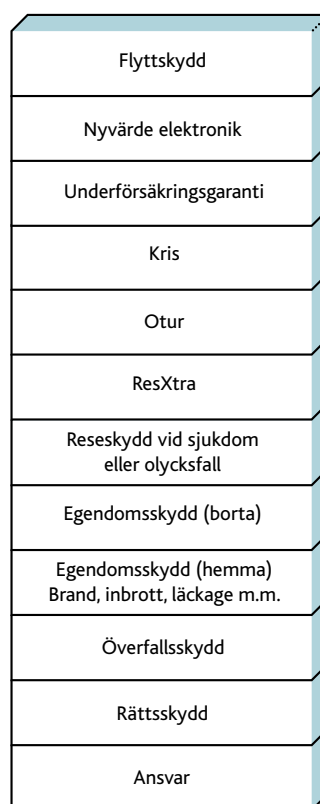 Flyttskydd
Nyvärde elektronik
Underförsäkringsgaranti
Kris
Otur
ResXtra
Reseskydd vid sjukdom
eller olycksfall
Egendomsskydd (borta)
Egendomsskydd (hemma)
Brand, inbrott, läckage m.m.
Överfallsskydd
Rättsskydd
Ansvar